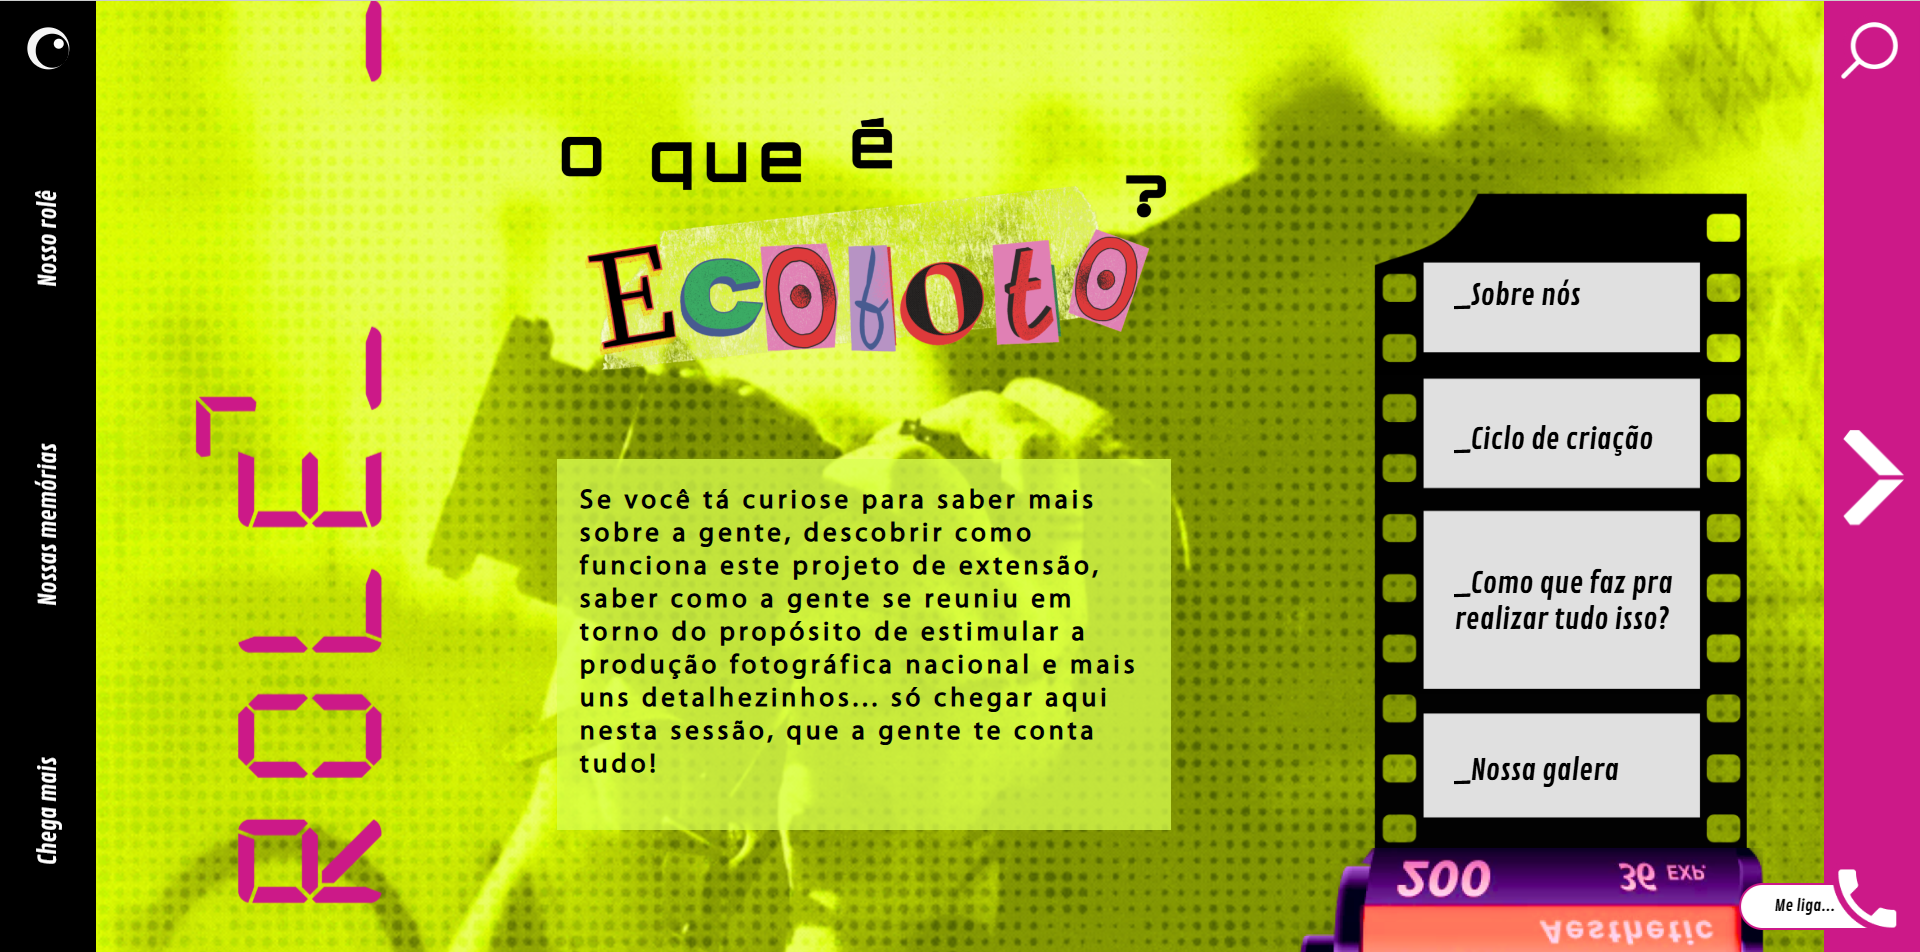 Nosso rolê
Nossas memórias
Chega mais
ROLÊ
o que é
Ecofoto
?
Se você tá curiose para saber mais
sobre a gente, descobrir como
funciona este projeto de extensão,
saber como a gente se reuniu em
torno do propósito de estimular a
produção fotográfica nacional e mais
uns detalhezinhos... só chegar aqui
nesta sessão, que a gente te conta
tudo!
_Sobre nós
_Ciclo de criação
_Como que faz pra
realizar tudo isso?
_Nossa galera
200
36 EXP.
Aesthetic
Me liga...